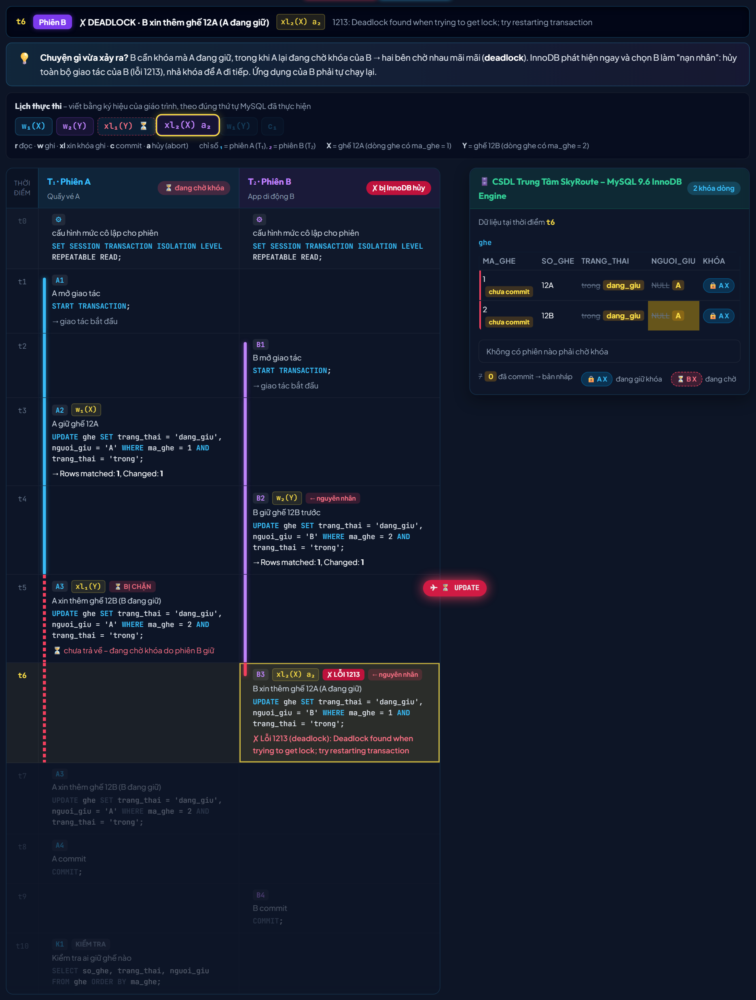 t6 Phiên B ✗ DEADLOCK · B xin thêm ghế 12A (A đang giữ) xl₂(X) a₂ 1213: Deadlock found when trying to get lock; try restarting transaction
Chuyện gì vừa xảy ra? B cần khóa mà A đang giữ, trong khi A lại đang chờ khóa của B → hai bên chờ nhau mãi mãi (deadlock). InnoDB phát hiện ngay và chọn B làm "nạn nhân": hủy
toàn bộ giao tác của B (lỗi 1213), nhả khóa để A đi tiếp. Ứng dụng của B phải tự chạy lại.
Lịch thực thi – viết bằng ký hiệu của giáo trình, theo đúng thứ tự MySQL đã thực hiện
w₁(X) w₂(Y) xl₁(Y) ⏳ xl₂(X) a₂ w₁(Y) c₁
r đọc · w ghi · xl xin khóa ghi · c commit · a hủy (abort) chỉ số ₁ = phiên A (T₁), ₂ = phiên B (T₂) X = ghế 12A (dòng ghe có ma_ghe = 1) Y = ghế 12B (dòng ghe có ma_ghe = 2)
THỜI
ĐIỂM
T₁ · Phiên A
Quầy vé A
⏳ đang chờ khóa
T₂ · Phiên B
App di động B
✗ bị InnoDB hủy
t0
⚙
cấu hình mức cô lập cho phiên
SET SESSION TRANSACTION ISOLATION LEVEL
REPEATABLE READ;
⚙
cấu hình mức cô lập cho phiên
SET SESSION TRANSACTION ISOLATION LEVEL
REPEATABLE READ;
t1
A1
A mở giao tác
START TRANSACTION;
→ giao tác bắt đầu
t2
B1
B mở giao tác
START TRANSACTION;
→ giao tác bắt đầu
t3
A2 w₁(X)
A giữ ghế 12A
UPDATE ghe SET trang_thai = 'dang_giu',
nguoi_giu = 'A' WHERE ma_ghe = 1 AND
trang_thai = 'trong';
→ Rows matched: 1, Changed: 1
t4
B2 w₂(Y) ← nguyên nhân
B giữ ghế 12B trước
UPDATE ghe SET trang_thai = 'dang_giu',
nguoi_giu = 'B' WHERE ma_ghe = 2 AND
trang_thai = 'trong';
→ Rows matched: 1, Changed: 1
t5
A3 xl₁(Y) ⏳ BỊ CHẶN
A xin thêm ghế 12B (B đang giữ)
UPDATE ghe SET trang_thai = 'dang_giu',
nguoi_giu = 'A' WHERE ma_ghe = 2 AND
trang_thai = 'trong';
⏳ chưa trả về – đang chờ khóa do phiên B giữ
✈ ⏳ UPDATE
t6
B3 xl₂(X) a₂ ✗ LỖI 1213 ← nguyên nhân
B xin thêm ghế 12A (A đang giữ)
UPDATE ghe SET trang_thai = 'dang_giu',
nguoi_giu = 'B' WHERE ma_ghe = 1 AND
trang_thai = 'trong';
✗ Lỗi 1213 (deadlock): Deadlock found when
trying to get lock; try restarting transaction
t7
A3
A xin thêm ghế 12B (B đang giữ)
UPDATE ghe SET trang_thai = 'dang_giu',
nguoi_giu = 'A' WHERE ma_ghe = 2 AND
trang_thai = 'trong';
t8
A4
A commit
COMMIT;
t9
B4
B commit
COMMIT;
t10
K1 KIỂM TRA
Kiểm tra ai giữ ghế nào
SELECT so_ghe, trang_thai, nguoi_giu
FROM ghe ORDER BY ma_ghe;
CSDL Trung Tâm SkyRoute – MySQL 9.6 InnoDB
Engine
2 khóa dòng
Dữ liệu tại thời điểm t6
ghe
MA_GHE SO_GHE TRANG_THAI NGUOI_GIU KHÓA
1 chưa commit 12A trong dang_giu NULL A 🔒 A X
2 chưa commit 12B trong dang_giu NULL A 🔒 A X
Không có phiên nào phải chờ khóa
7 0 đã commit → bản nháp 🔒 A X đang giữ khóa ⏳ B X đang chờ